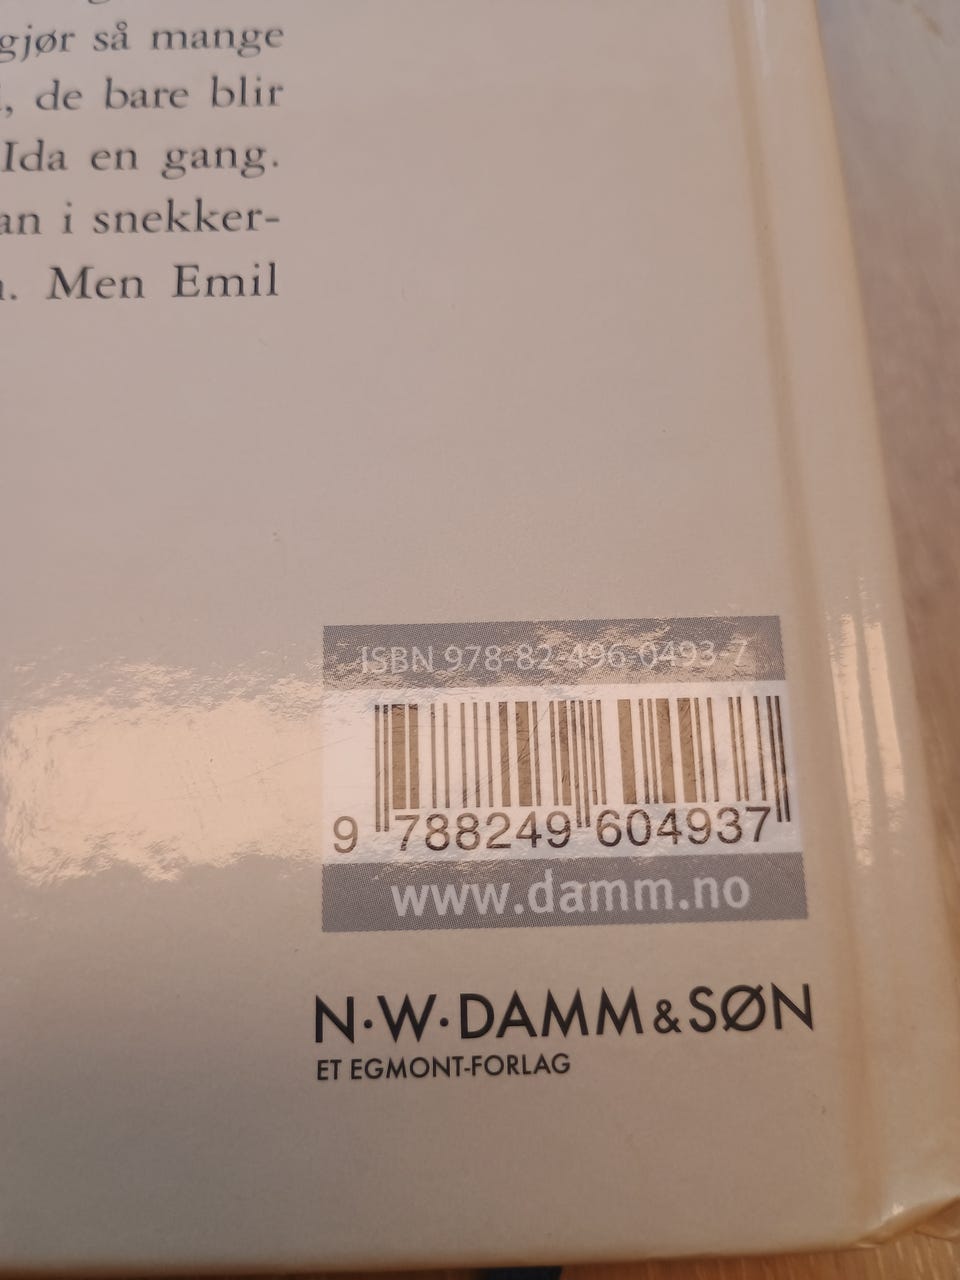 gjør så mange
, de bare blir
Ida en gang.
an i snekker-
. Men Emil
ISBN 978-82-496-0493-7
9 788249 604937
www.damm.no
N·W·DAMM & SØN
ET EGMONT-FORLAG